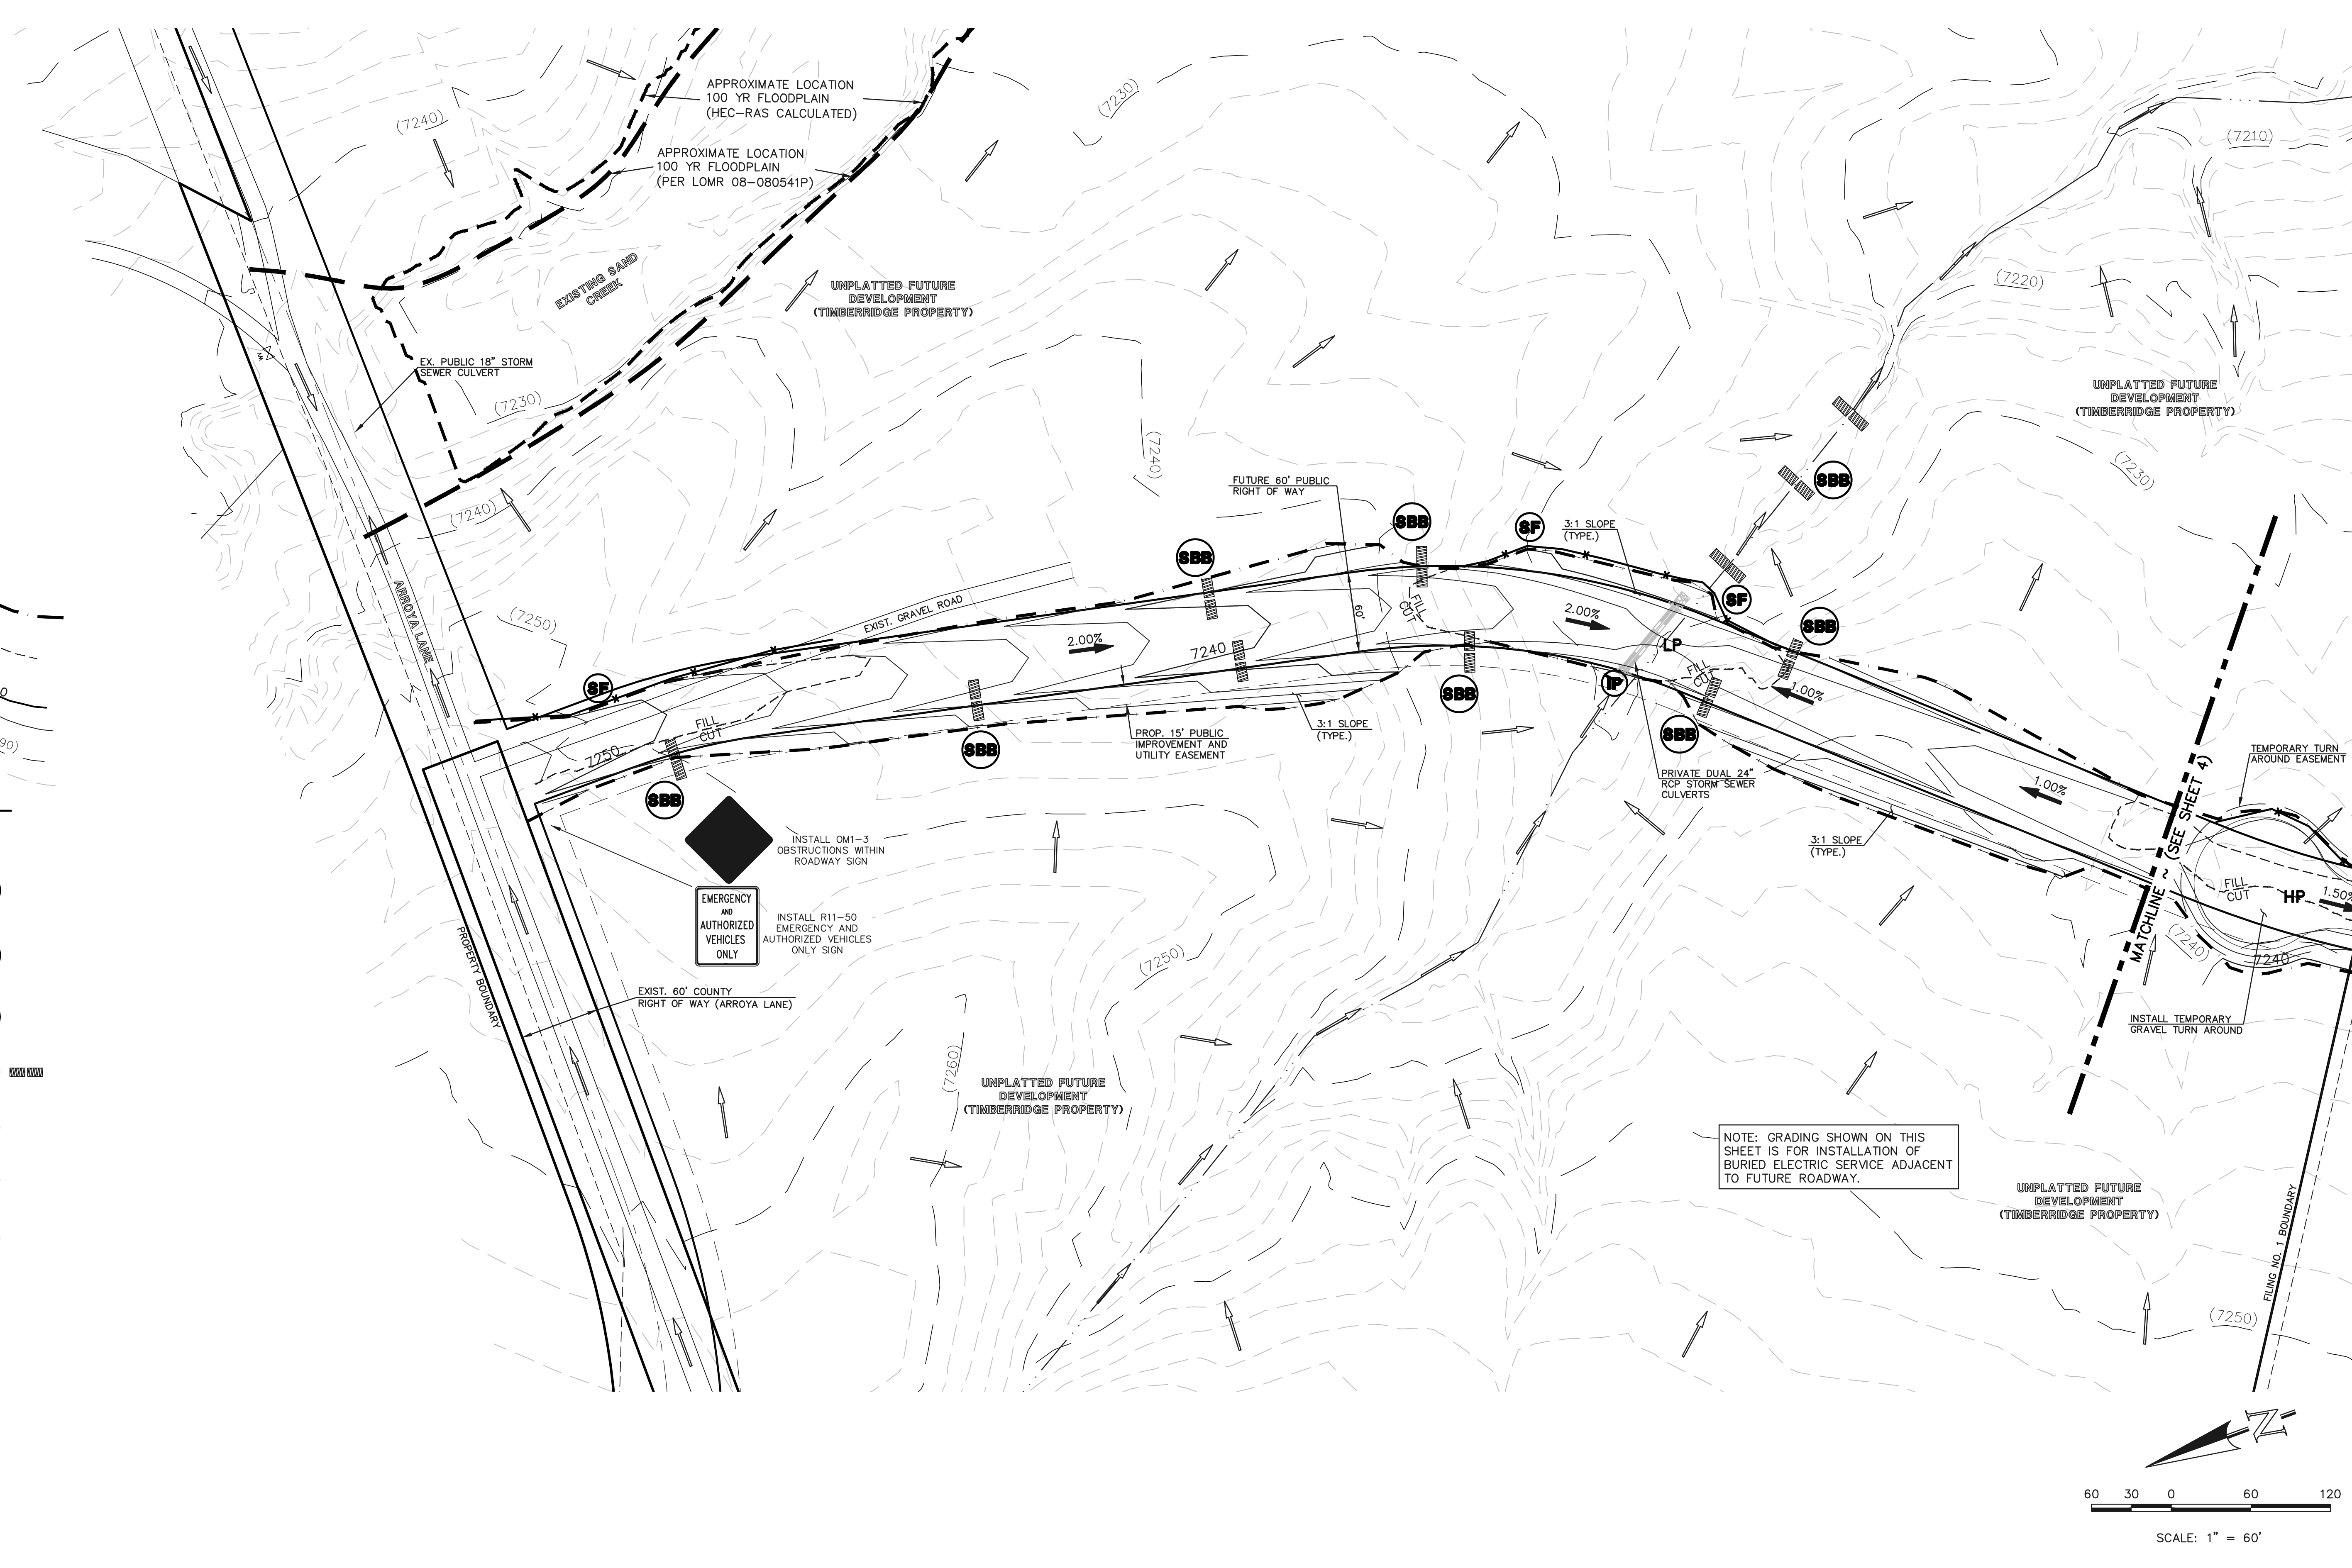 APPROXIMATE LOCATION
100 YR FLOODPLAIN
(HEC-RAS CALCULATED)
APPROXIMATE LOCATION
100 YR FLOODPLAIN
(PER LOMR 08-080541P)
(7240)
(7230)
(7210)
(7220)
EXISTING SAND
CREEK
UNPLATTED FUTURE
DEVELOPMENT
(TIMBERRIDGE PROPERTY)
EX. PUBLIC 18" STORM
SEWER CULVERT
WV
(7230)
(7240)
(7240)
(7250)
UNPLATTED FUTURE
DEVELOPMENT
(TIMBERRIDGE PROPERTY)
(7230)
FUTURE 60' PUBLIC
RIGHT OF WAY
SBB
SBB
SF
3:1 SLOPE
(TYPE.)
SBB
SF
SBB
ARROYA LANE
EXIST. GRAVEL ROAD
60'
FILL
CUT
2.00%
2.00%
7240
LP
IP
FILL
CUT
1.00%
SF
7250
FILL
CUT
SBB
SBB
SBB
SBB
PROP. 15' PUBLIC
IMPROVEMENT AND
UTILITY EASEMENT
3:1 SLOPE
(TYPE.)
PRIVATE DUAL 24"
RCP STORM SEWER
CULVERTS
1.00%
3:1 SLOPE
(TYPE.)
TEMPORARY TURN
AROUND EASEMENT
MATCHLINE ~ (SEE SHEET 4)
FILL
CUT
HP
1.50%
(7240)
7240
INSTALL TEMPORARY
GRAVEL TURN AROUND
INSTALL OM1-3
OBSTRUCTIONS WITHIN
ROADWAY SIGN
EMERGENCY
AND
AUTHORIZED
VEHICLES
ONLY
INSTALL R11-50
EMERGENCY AND
AUTHORIZED VEHICLES
ONLY SIGN
PROPERTY BOUNDARY
EXIST. 60' COUNTY
RIGHT OF WAY (ARROYA LANE)
(7250)
(7260)
UNPLATTED FUTURE
DEVELOPMENT
(TIMBERRIDGE PROPERTY)
NOTE: GRADING SHOWN ON THIS
SHEET IS FOR INSTALLATION OF
BURIED ELECTRIC SERVICE ADJACENT
TO FUTURE ROADWAY.
UNPLATTED FUTURE
DEVELOPMENT
(TIMBERRIDGE PROPERTY)
FILING NO. 1 BOUNDARY
(7250)
N
60 30 0 60 120
SCALE: 1" = 60'